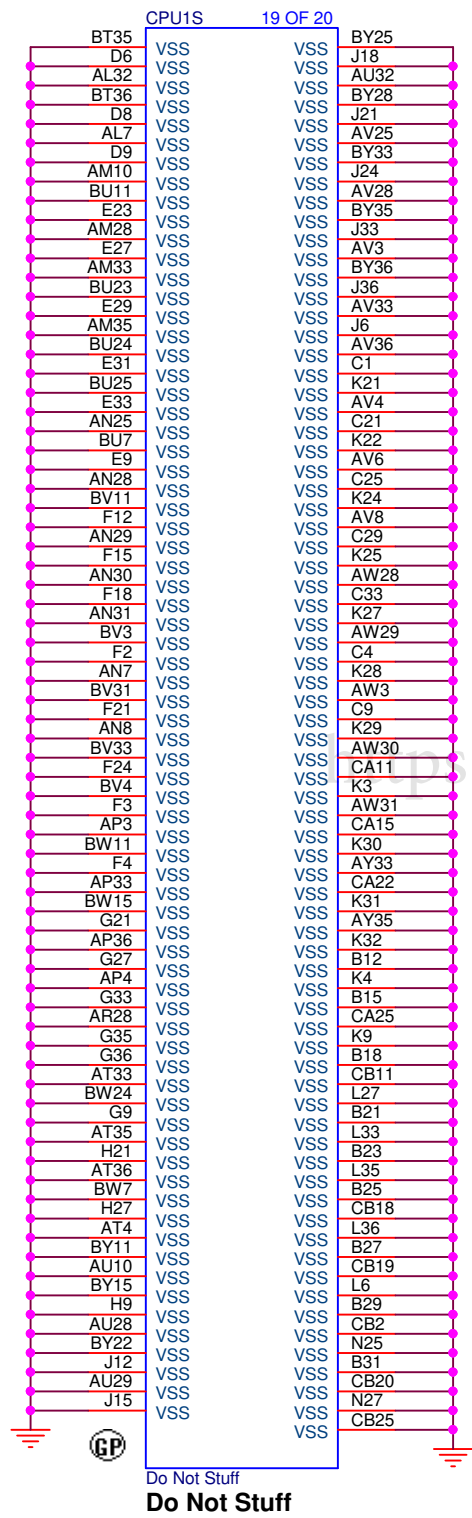 CPU1S 19 OF 20
BT35 VSS VSS BY25
D6 VSS VSS J18
AL32 VSS VSS AU32
BT36 VSS VSS BY28
D8 VSS VSS J21
AL7 VSS VSS AV25
D9 VSS VSS BY33
AM10 VSS VSS J24
BU11 VSS VSS AV28
E23 VSS VSS BY35
AM28 VSS VSS J33
E27 VSS VSS AV3
AM33 VSS VSS BY36
BU23 VSS VSS J36
E29 VSS VSS AV33
AM35 VSS VSS J6
BU24 VSS VSS AV36
E31 VSS VSS C1
BU25 VSS VSS K21
E33 VSS VSS AV4
AN25 VSS VSS C21
BU7 VSS VSS K22
E9 VSS VSS AV6
AN28 VSS VSS C25
BV11 VSS VSS K24
F12 VSS VSS AV8
AN29 VSS VSS C29
F15 VSS VSS K25
AN30 VSS VSS AW28
F18 VSS VSS C33
AN31 VSS VSS K27
BV3 VSS VSS AW29
F2 VSS VSS C4
AN7 VSS VSS K28
BV31 VSS VSS AW3
F21 VSS VSS C9
AN8 VSS VSS K29
BV33 VSS VSS AW30
F24 VSS VSS CA11
BV4 VSS VSS K3
F3 VSS VSS AW31
AP3 VSS VSS CA15
BW11 VSS VSS K30
F4 VSS VSS AY33
AP33 VSS VSS CA22
BW15 VSS VSS K31
G21 VSS VSS AY35
AP36 VSS VSS K32
G27 VSS VSS B12
AP4 VSS VSS K4
G33 VSS VSS B15
AR28 VSS VSS CA25
G35 VSS VSS K9
G36 VSS VSS B18
AT33 VSS VSS CB11
BW24 VSS VSS L27
G9 VSS VSS B21
AT35 VSS VSS L33
H21 VSS VSS B23
AT36 VSS VSS L35
BW7 VSS VSS B25
H27 VSS VSS CB18
AT4 VSS VSS L36
BY11 VSS VSS B27
AU10 VSS VSS CB19
BY15 VSS VSS L6
H9 VSS VSS B29
AU28 VSS VSS CB2
BY22 VSS VSS N25
J12 VSS VSS B31
AU29 VSS VSS CB20
J15 VSS VSS N27
VSS CB25
https
GP
Do Not Stuff
Do Not Stuff